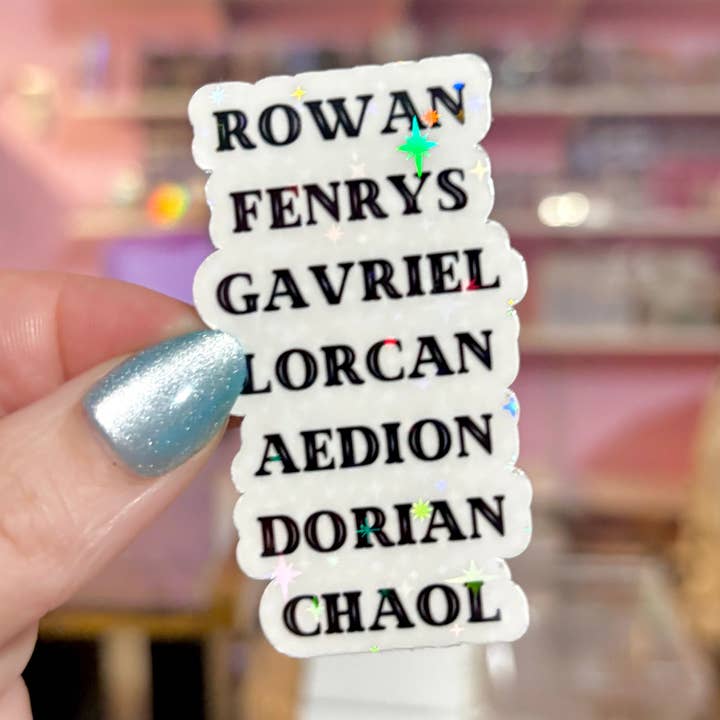 ROWAN
FENRYS
GAVRIEL
LORCAN
AEDION
DORIAN
CHAOL